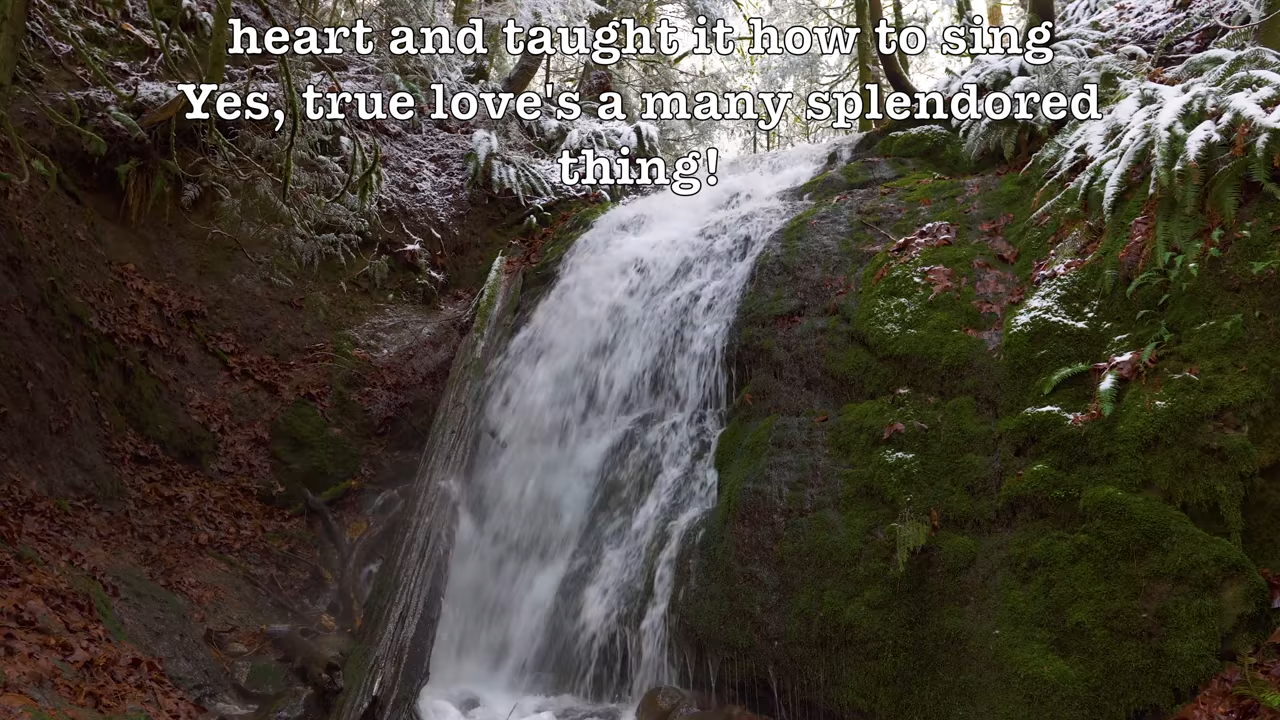 heart and taught it how to sing
Yes, true love's a many splendored
thing!